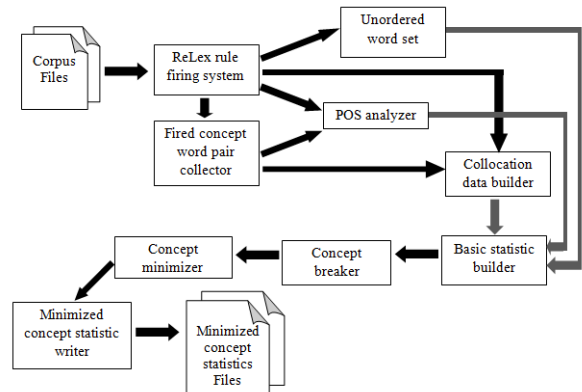 Unordered
word set
Corpus
Files
ReLex rule
firing system
POS analyzer
Fired concept
word pair
collector
Collocation
data builder
Concept
minimizer
Concept
breaker
Basic statistic
builder
Minimized
concept statistic
writer
Minimized
concept
statistics
Files